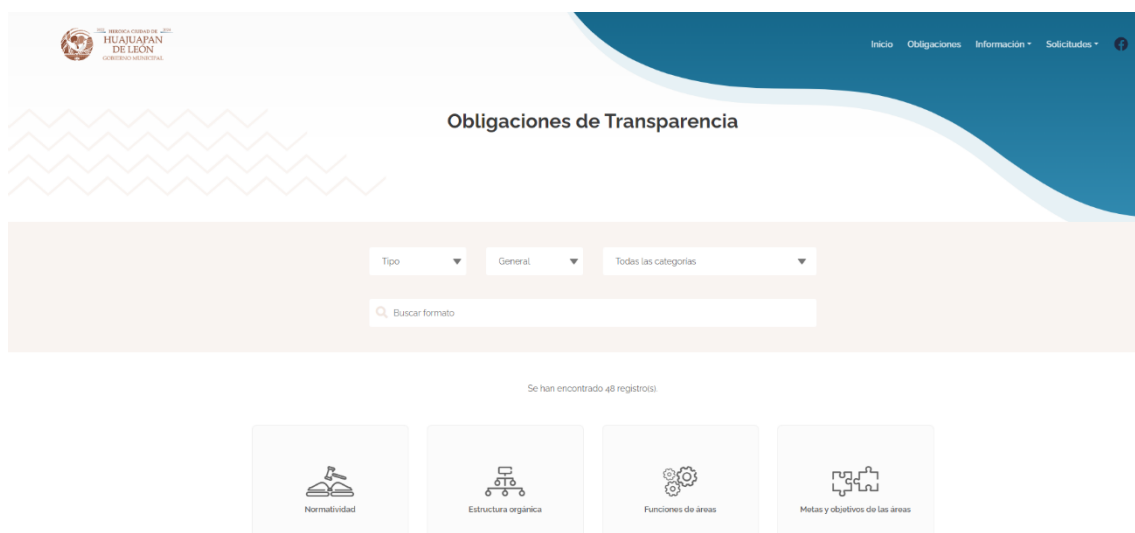 HEROICA CIUDAD DE
HUAJUAPAN
DE LEÓN
GOBIERNO MUNICIPAL
Inicio Obligaciones Información Solicitudes
Obligaciones de Transparencia
Tipo General Todas las categorías
Buscar formato
Se han encontrado 48 registro(s).
Normatividad Estructura orgánica Funciones de áreas Metas y objetivos de las áreas